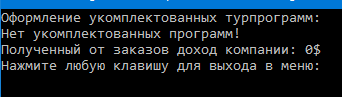 Оформление укомплектованных турпрограмм:
Нет укомплектованных программ!
Полученный от заказов доход компании: 0$
Нажмите любую клавишу для выхода в меню: